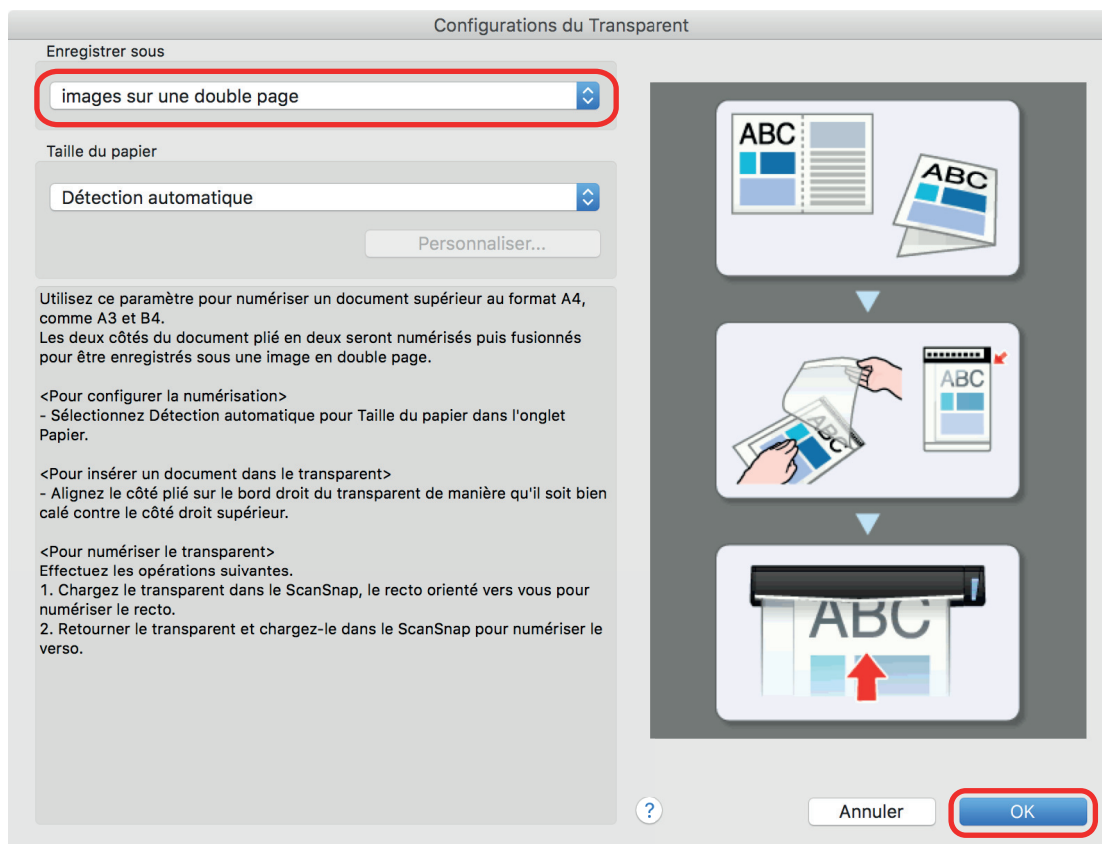 Configurations du Transparent
Enregistrer sous
images sur une double page
Taille du papier
Détection automatique
Personnaliser...
Utilisez ce paramètre pour numériser un document supérieur au format A4,
comme A3 et B4.
Les deux côtés du document plié en deux seront numérisés puis fusionnés
pour être enregistrés sous une image en double page.
<Pour configurer la numérisation>
- Sélectionnez Détection automatique pour Taille du papier dans l'onglet
Papier.
<Pour insérer un document dans le transparent>
- Alignez le côté plié sur le bord droit du transparent de manière qu'il soit bien
calé contre le côté droit supérieur.
<Pour numériser le transparent>
Effectuez les opérations suivantes.
1. Chargez le transparent dans le ScanSnap, le recto orienté vers vous pour
numériser le recto.
2. Retourner le transparent et chargez-le dans le ScanSnap pour numériser le
verso.
ABC
ABC
ABC
ABC
ABC
?
Annuler
OK